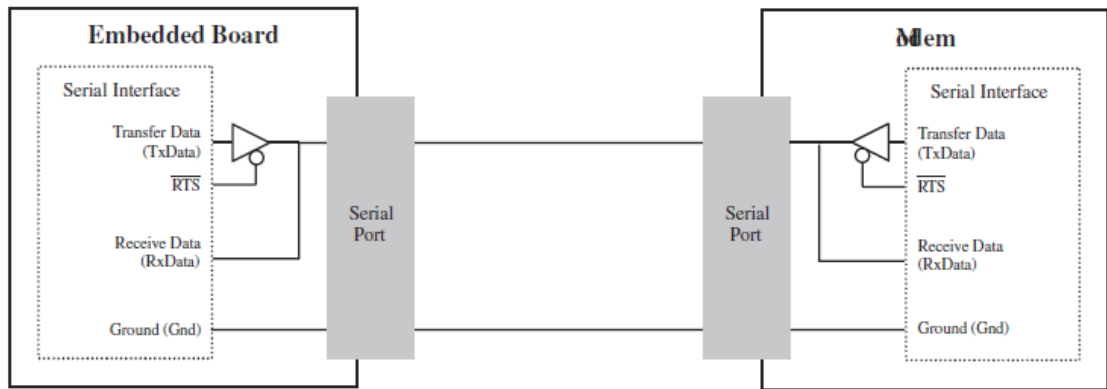 Embedded Board
Serial Interface
Transfer Data
(TxData)
RTS
Receive Data
(RxData)
Ground (Gnd)
Serial
Port
Serial
Port
Modem
Serial Interface
Transfer Data
(TxData)
RTS
Receive Data
(RxData)
Ground (Gnd)